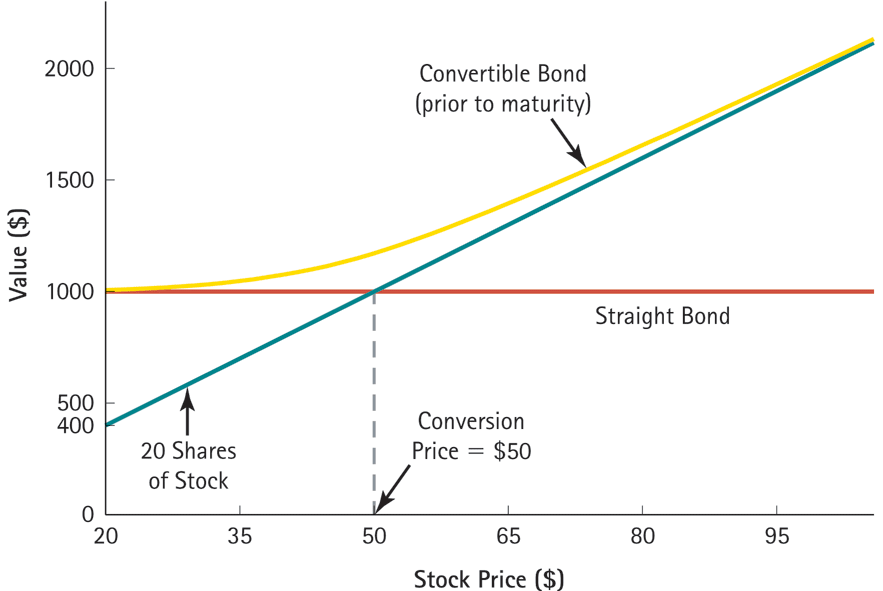 2000
1500
1000
500
400
0
Value ($)
Convertible Bond
(prior to maturity)
Straight Bond
20 Shares
of Stock
Conversion
Price = $50
20 35 50 65 80 95
Stock Price ($)